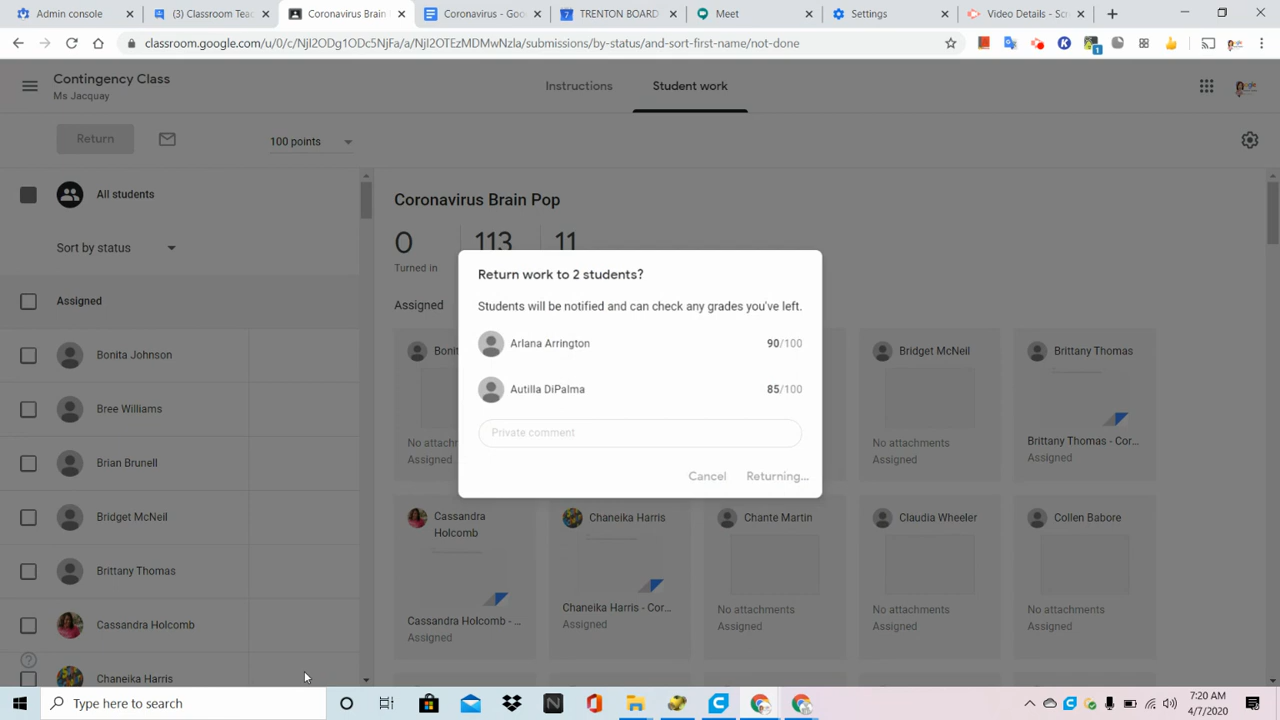 Admin console
(3) Classroom Tea
Coronavirus Brain
Coronavirus - Goo
TRENTON BOARD
Meet
Settings
Video Details - Scr
classroom.google.com/u/0/c/
/submissions/by-status/and-sort-first-name/not-done
Contingency Class
Ms Jacquay
Instructions
Student work
Return
100 points
All students
Sort by status
Assigned
Bonita Johnson
Bree Williams
Brian Brunell
Bridget McNeil
Brittany Thomas
Cassandra Holcomb
Chaneika Harris
Coronavirus Brain Pop
0
113
11
Turned in
Assigned
Return work to 2 students?
Students will be notified and can check any grades you've left.
Arlana Arrington 90/100
Autilla DiPalma 85/100
Private comment
Cancel Returning...
Bonit
No atta
Assigned
Bridget McNeil
No attachments
Assigned
Brittany Thomas
Brittany Thomas - Cor...
Assigned
Cassandra
Holcomb
Cassandra Holcomb - ...
Assigned
Chaneika Harris
Chaneika Harris - Cor...
Assigned
Chante Martin
No attachments
Assigned
Claudia Wheeler
No attachments
Assigned
Collen Babore
No attachments
Assigned
Type here to search
7:20 AM
4/7/2020